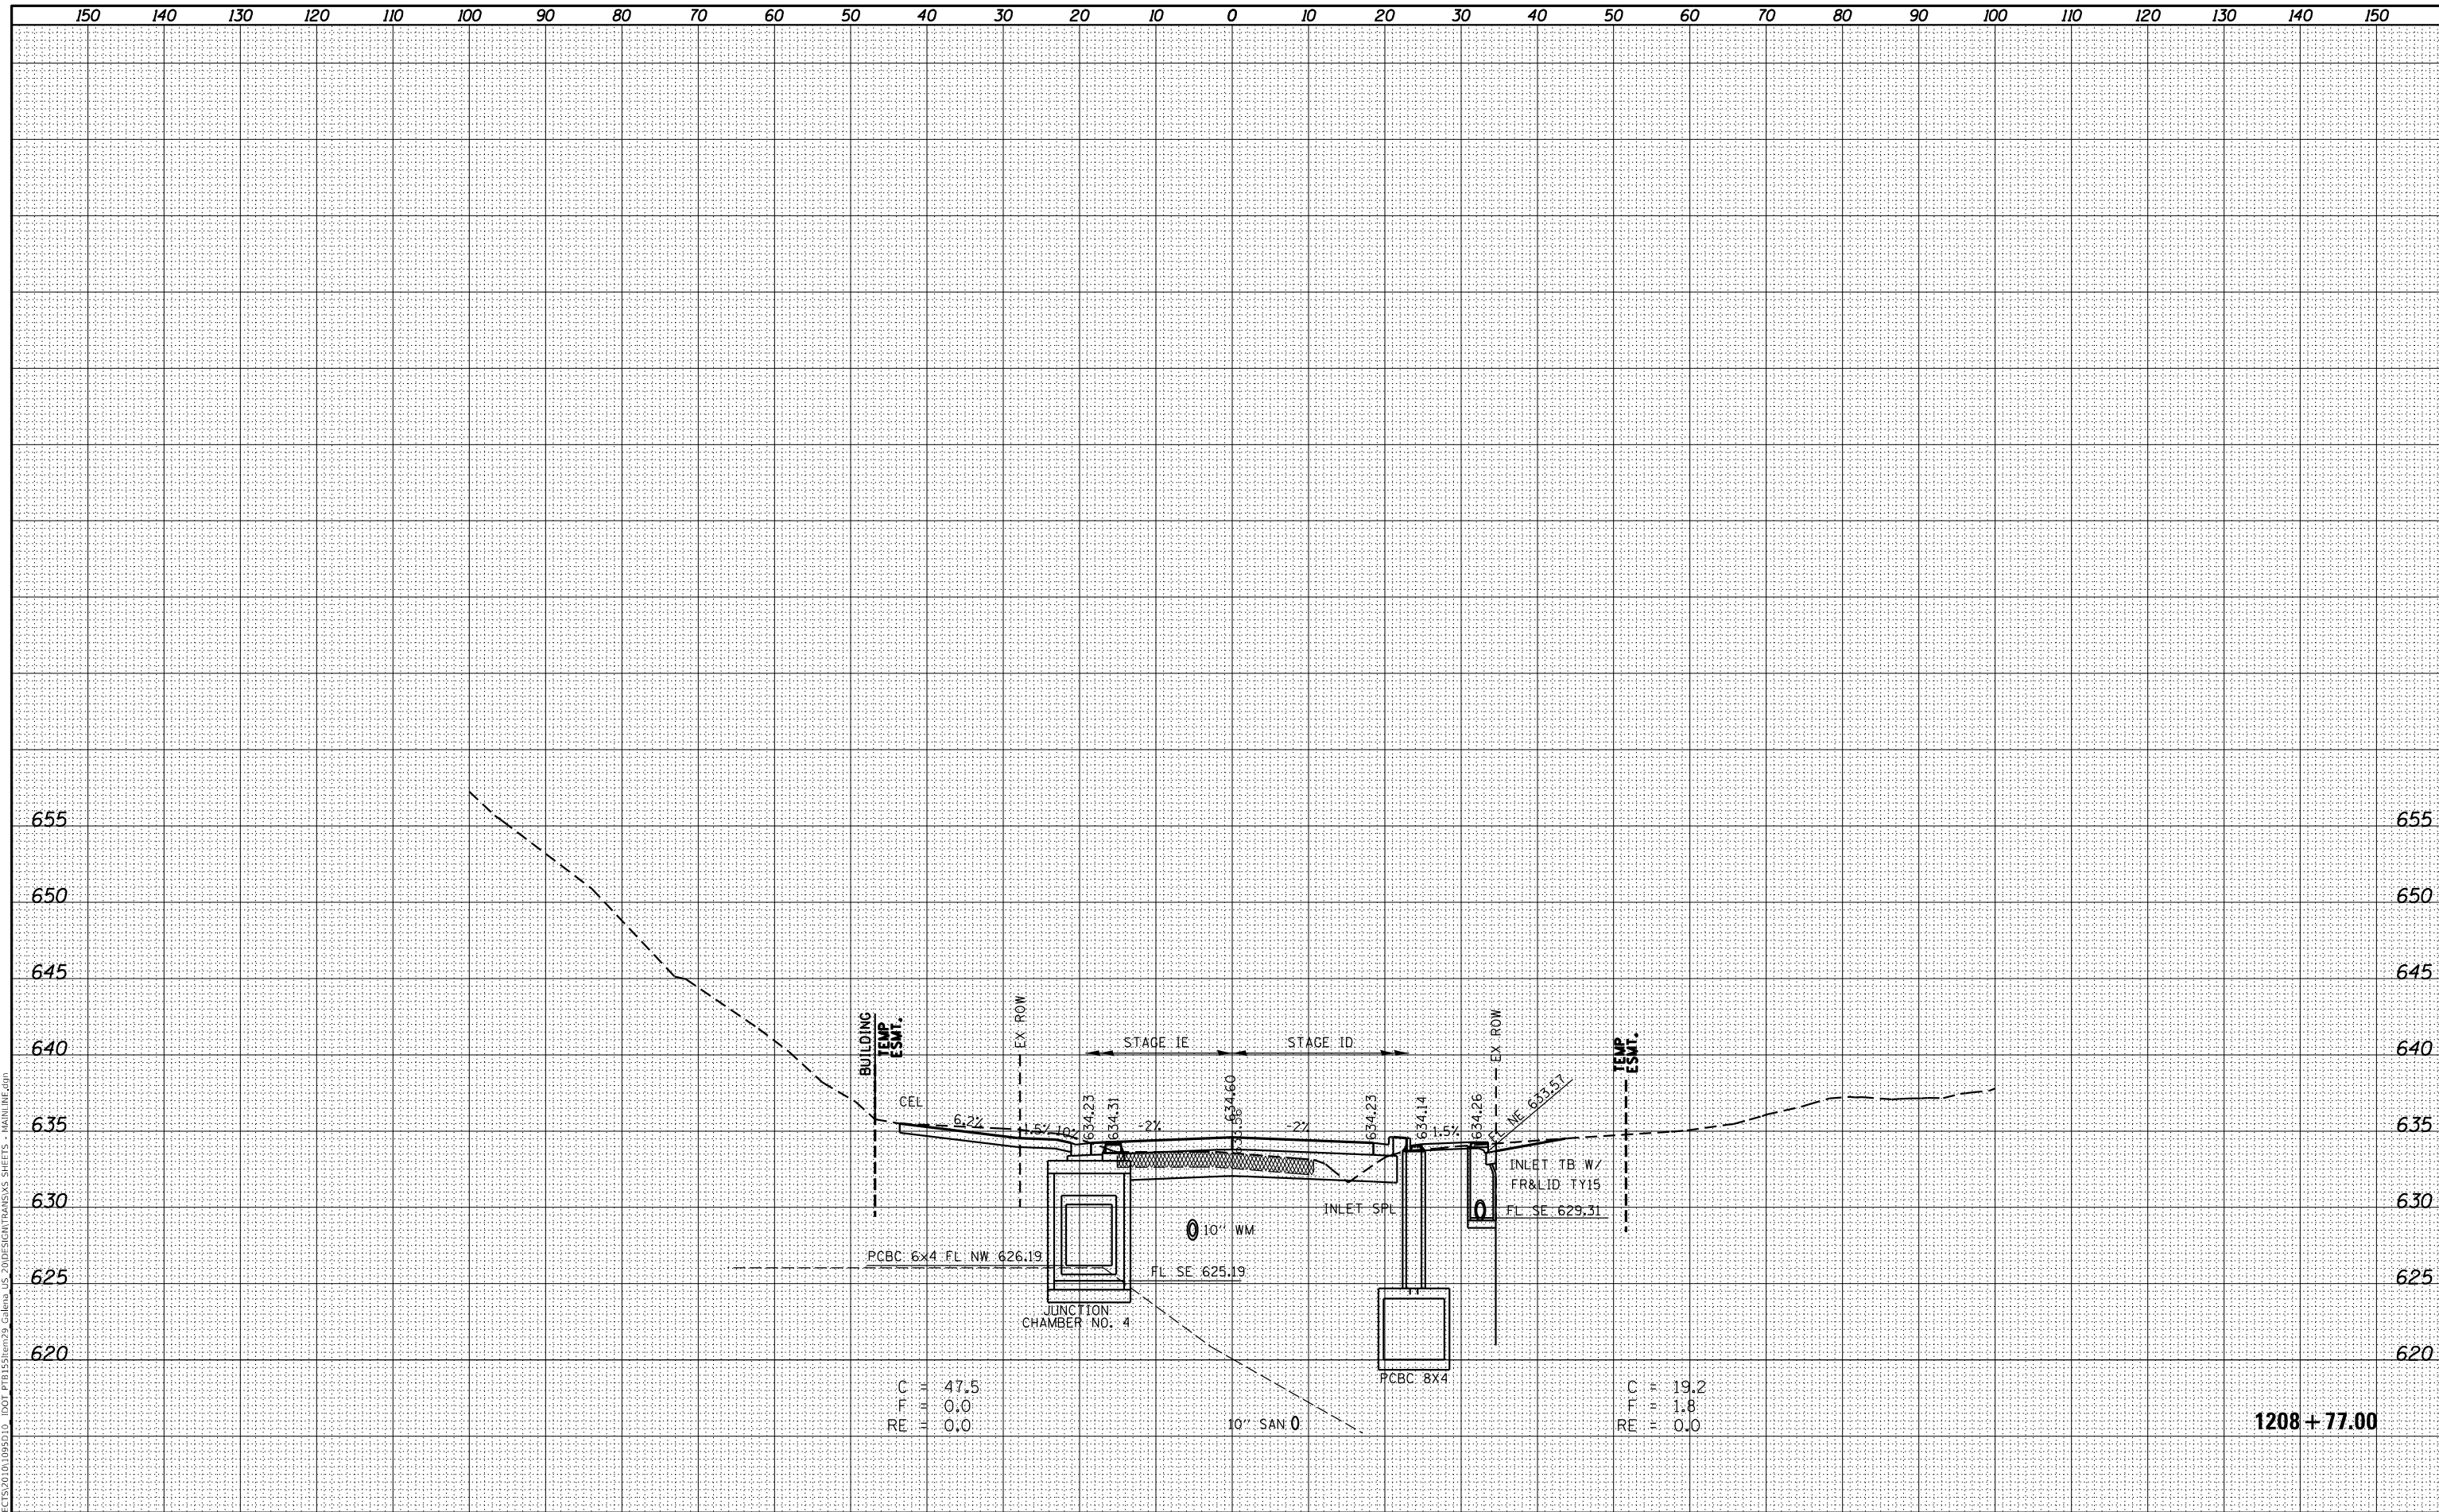 150 140 130 120 110 100 90 80 70 60 50 40 30 20 10 0 10 20 30 40 50 60 70 80 90 100 110 120 130 140 150
655 655
650 650
645 645
640 640
635 635
630 630
625 625
620 620
BUILDING
TEMP
ESMT.
EX ROW
STAGE IE
STAGE ID
EX ROW
TEMP
ESMT.
CEL
6.2%
1.5%
10%
634.23
634.31
-2%
634.60
-2%
634.23
634.14
1.5%
634.26
FL NE 633.57
INLET TB W/
FR&LID TY15
FL SE 629.31
INLET SPL
10" WM
PCBC 6x4 FL NW 626.19
FL SE 625.19
JUNCTION
CHAMBER NO. 4
PCBC 8X4
C = 47.5
F = 0.0
RE = 0.0
10" SAN
C = 19.2
F = 1.8
RE = 0.0
1208 + 77.00